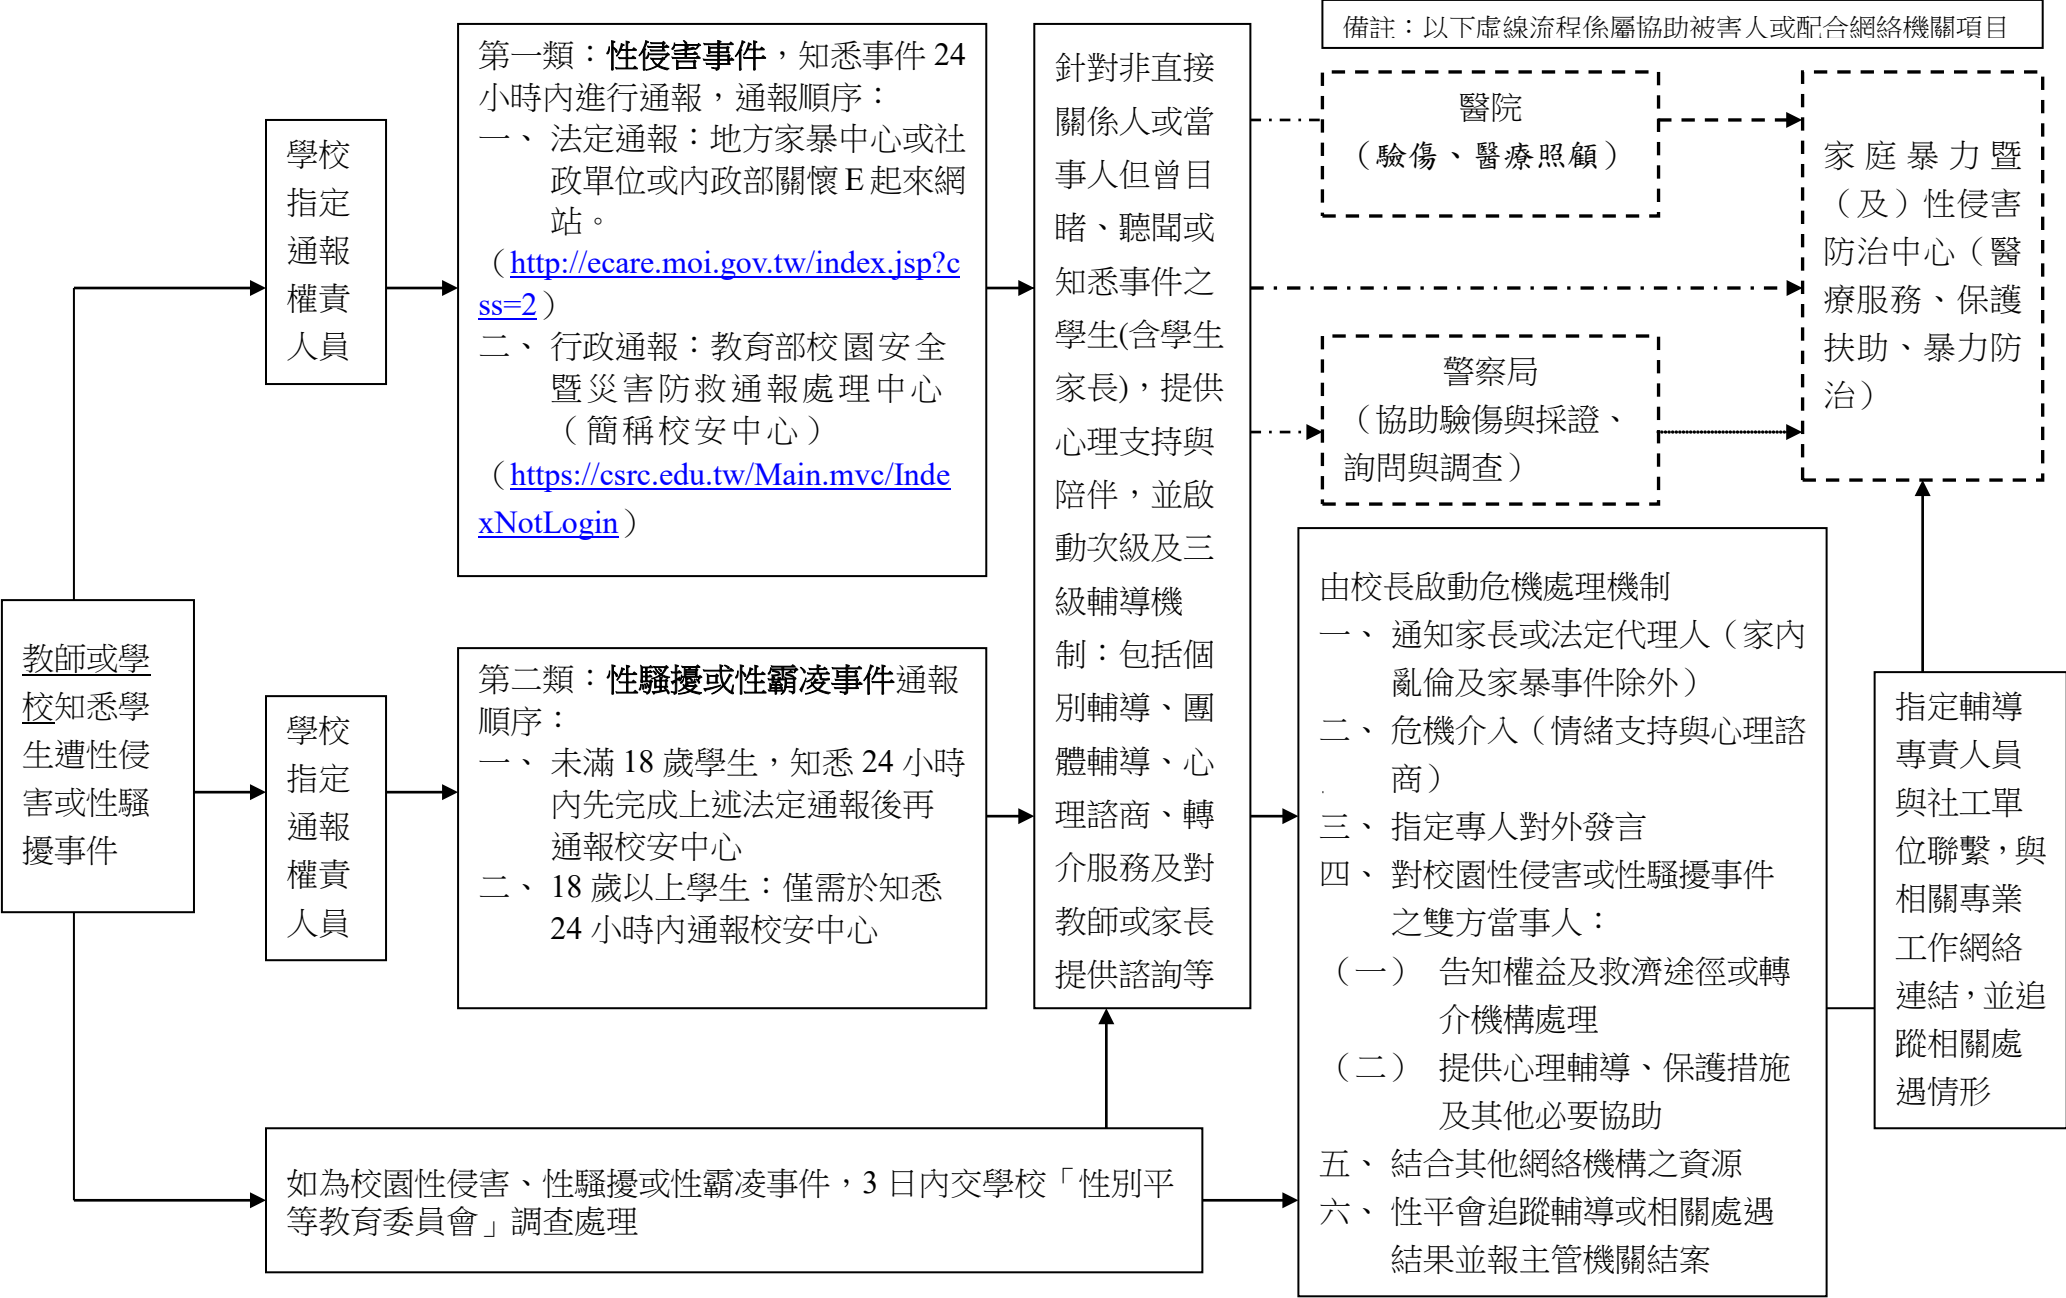 備註：以下虛線流程係屬協助被害人或配合網絡機關項目
教師或學
校知悉學
生遭性侵
害或性騷
擾事件
學校
指定
通報
權責
人員
第一類：性侵害事件，知悉事件 24
小時內進行通報，通報順序：
一、 法定通報：地方家暴中心或社
政單位或內政部關懷 E 起來網
站。
（http://ecare.moi.gov.tw/index.jsp?c
ss=2）
二、 行政通報：教育部校園安全
暨災害防救通報處理中心
（簡稱校安中心）
（https://csrc.edu.tw/Main.mvc/Inde
xNotLogin）
學校
指定
通報
權責
人員
第二類：性騷擾或性霸凌事件通報
順序：
一、 未滿 18 歲學生，知悉 24 小時
內先完成上述法定通報後再
通報校安中心
二、 18 歲以上學生：僅需於知悉
24 小時內通報校安中心
如為校園性侵害、性騷擾或性霸凌事件，3 日內交學校「性別平
等教育委員會」調查處理
針對非直接
關係人或當
事人但曾目
睹、聽聞或
知悉事件之
學生(含學生
家長)，提供
心理支持與
陪伴，並啟
動次級及三
級輔導機
制：包括個
別輔導、團
體輔導、心
理諮商、轉
介服務及對
教師或家長
提供諮詢等
醫院
（驗傷、醫療照顧）
警察局
（協助驗傷與採證、
詢問與調查）
家庭暴力暨
（及）性侵害
防治中心（醫
療服務、保護
扶助、暴力防
治）
由校長啟動危機處理機制
一、 通知家長或法定代理人（家內
亂倫及家暴事件除外）
二、 危機介入（情緒支持與心理諮
商）
三、 指定專人對外發言
四、 對校園性侵害或性騷擾事件
之雙方當事人：
（一） 告知權益及救濟途徑或轉
介機構處理
（二） 提供心理輔導、保護措施
及其他必要協助
五、 結合其他網絡機構之資源
六、 性平會追蹤輔導或相關處遇
結果並報主管機關結案
指定輔導
專責人員
與社工單
位聯繫，與
相關專業
工作網絡
連結，並追
蹤相關處
遇情形